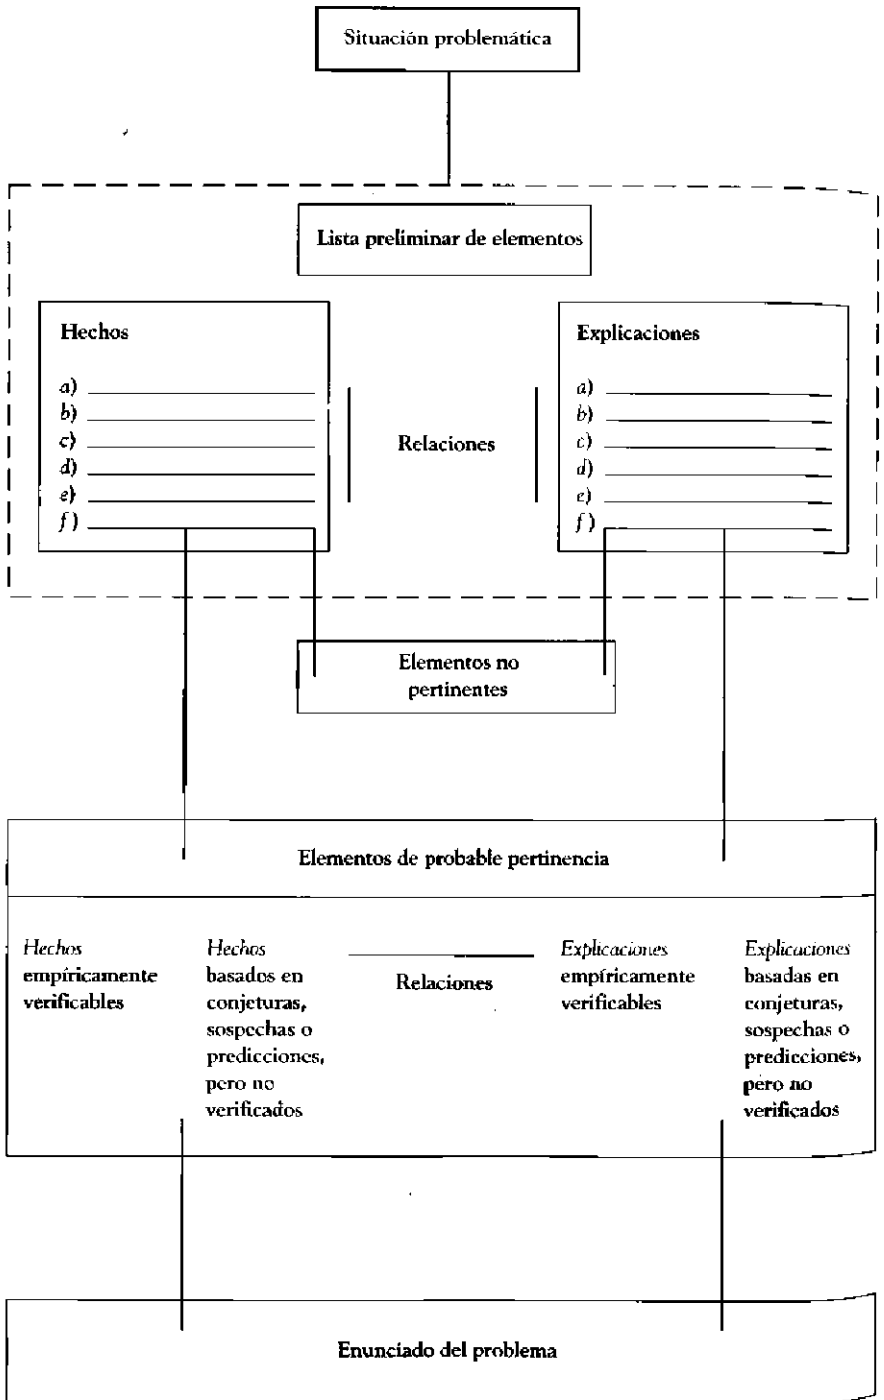 Situación problemática
Lista preliminar de elementos
Hechos
a)
b)
c)
d)
e)
f)
Relaciones
Explicaciones
a)
b)
c)
d)
e)
f)
Elementos no
pertinentes
Elementos de probable pertinencia
Hechos
empíricamente
verificables
Hechos
basados en
conjeturas,
sospechas o
predicciones,
pero no
verificados
Relaciones
Explicaciones
empíricamente
verificables
Explicaciones
basadas en
conjeturas,
sospechas o
predicciones,
pero no
verificados
Enunciado del problema